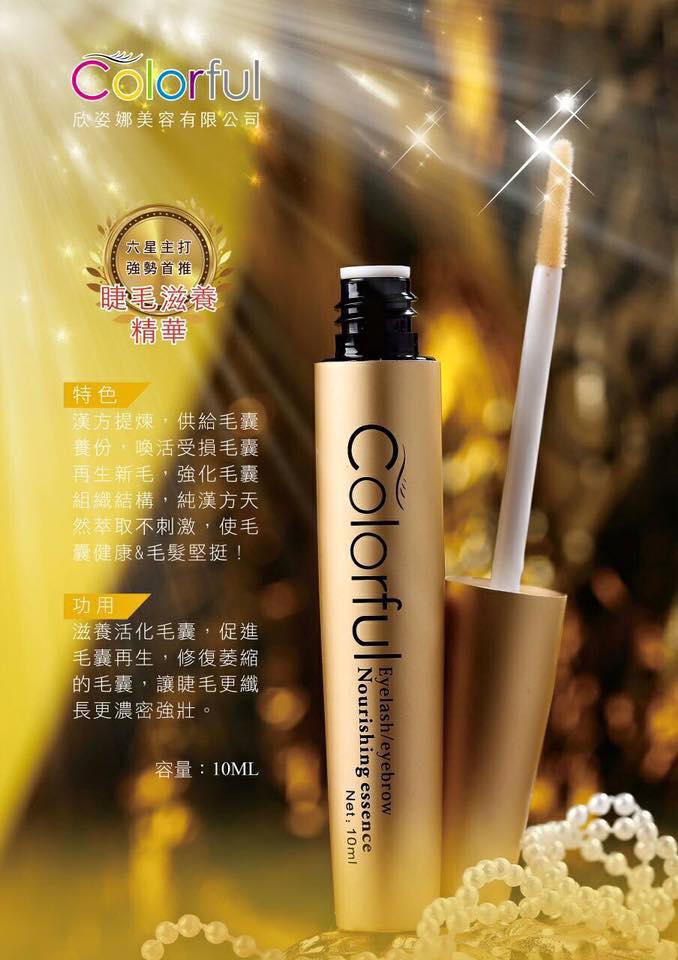 Colorful
欣姿娜美容有限公司
六星主打
強勢首推
睫毛滋養
精華
特色
漢方提煉，供給毛囊
養份，喚活受損毛囊
再生新毛，強化毛囊
組織結構，純漢方天
然萃取不刺激，使毛
囊健康&毛髮堅挺！
功用
滋養活化毛囊，促進
毛囊再生，修復萎縮
的毛囊，讓睫毛更纖
長更濃密強壯。
容量：10ML
Colorful
Eyelash/eyebrow
Nourishing essence
Net: 10ml